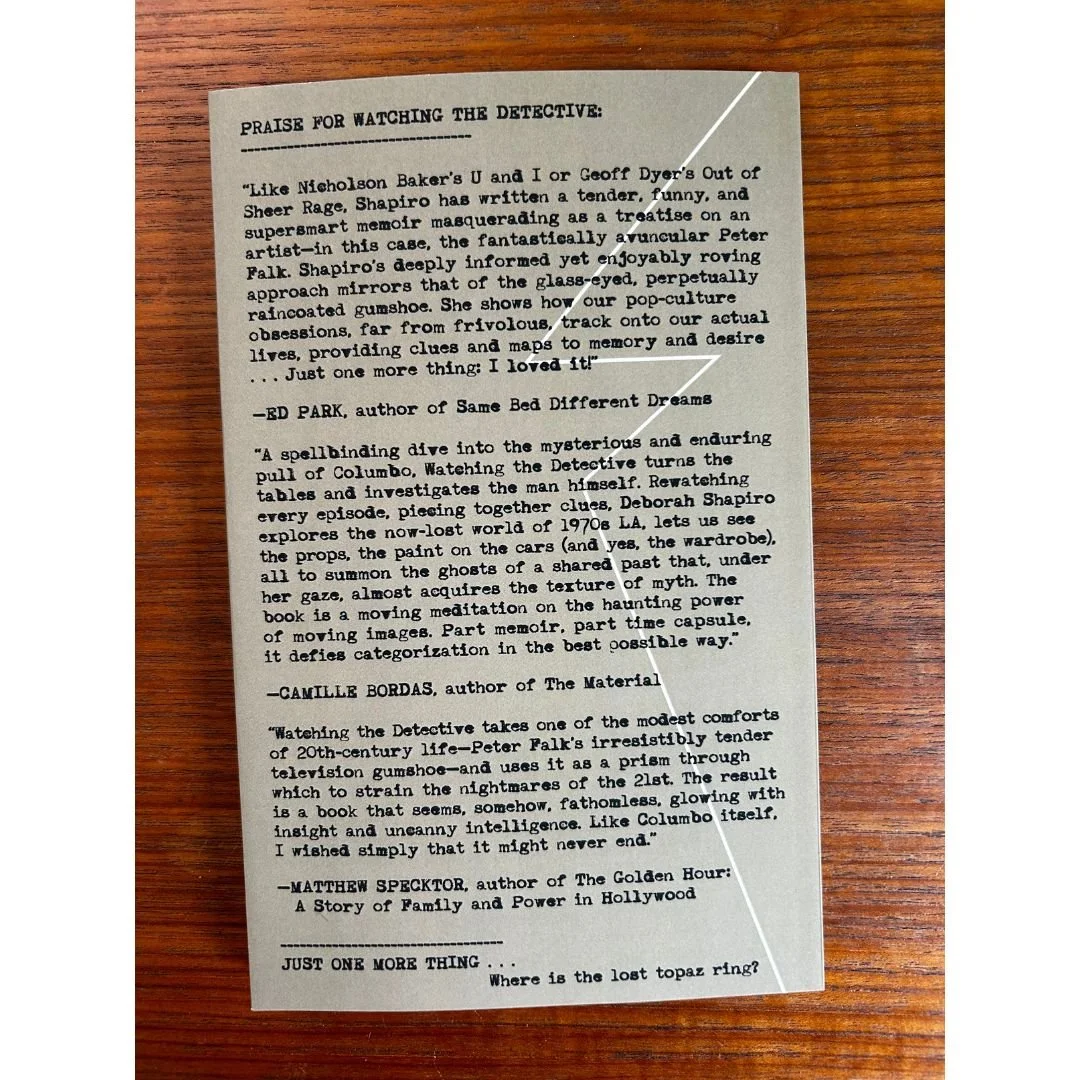 PRAISE FOR WATCHING THE DETECTIVE:
-----------------------------------
“Like Nicholson Baker’s U and I or Geoff Dyer’s Out of
Sheer Rage, Shapiro has written a tender, funny, and
supersmart memoir masquerading as a treatise on an
artist—in this case, the fantastically avuncular Peter
Falk. Shapiro’s deeply informed yet enjoyably roving
approach mirrors that of the glass-eyed, perpetually
raincoated gumshoe. She shows how our pop-culture
obsessions, far from frivolous, track onto our actual
lives, providing clues and maps to memory and desire
. . . Just one more thing: I loved it!”
—ED PARK, author of Same Bed Different Dreams
“A spellbinding dive into the mysterious and enduring
pull of Columbo, Watching the Detective turns the
tables and investigates the man himself. Rewatching
every episode, piecing together clues, Deborah Shapiro
explores the now-lost world of 1970s LA, lets us see
the props, the paint on the cars (and yes, the wardrobe),
all to summon the ghosts of a shared past that, under
her gaze, almost acquires the texture of myth. The
book is a moving meditation on the haunting power
of moving images. Part memoir, part time capsule,
it defies categorization in the best possible way.”
—CAMILLE BORDAS, author of The Material
“Watching the Detective takes one of the modest comforts
of 20th-century life—Peter Falk’s irresistibly tender
television gumshoe—and uses it as a prism through
which to strain the nightmares of the 21st. The result
is a book that seems, somehow, fathomless, glowing with
insight and uncanny intelligence. Like Columbo itself,
I wished simply that it might never end.”
—MATTHEW SPECKTOR, author of The Golden Hour:
A Story of Family and Power in Hollywood
-----------------------------------
JUST ONE MORE THING . . .
Where is the lost topaz ring?